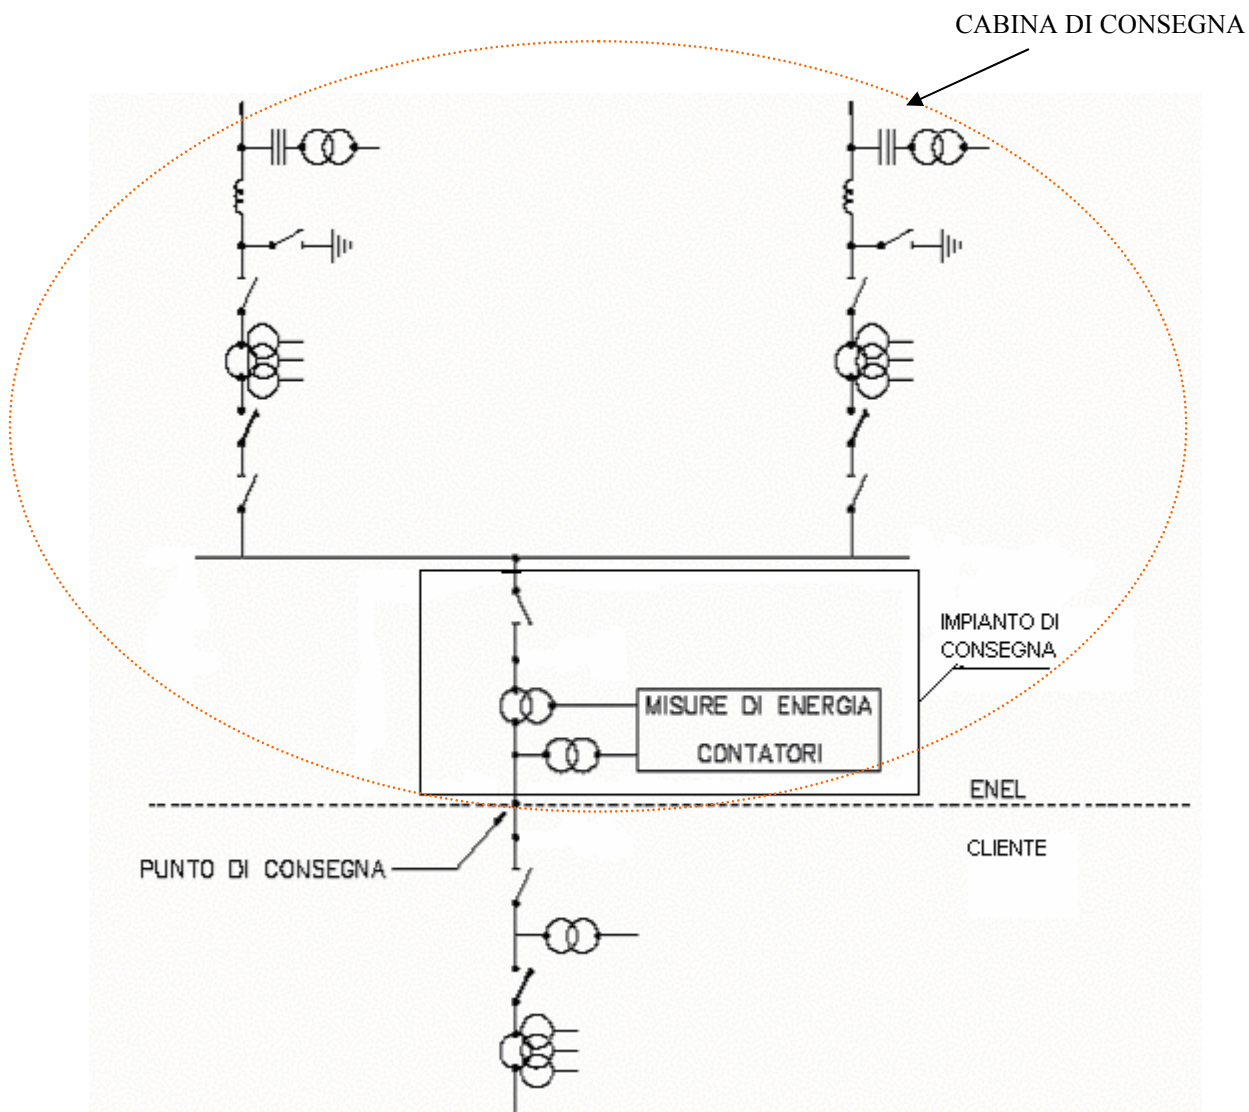 CABINA DI CONSEGNA
IMPIANTO DI
CONSEGNA
MISURE DI ENERGIA
CONTATORI
ENEL
PUNTO DI CONSEGNA
CLIENTE